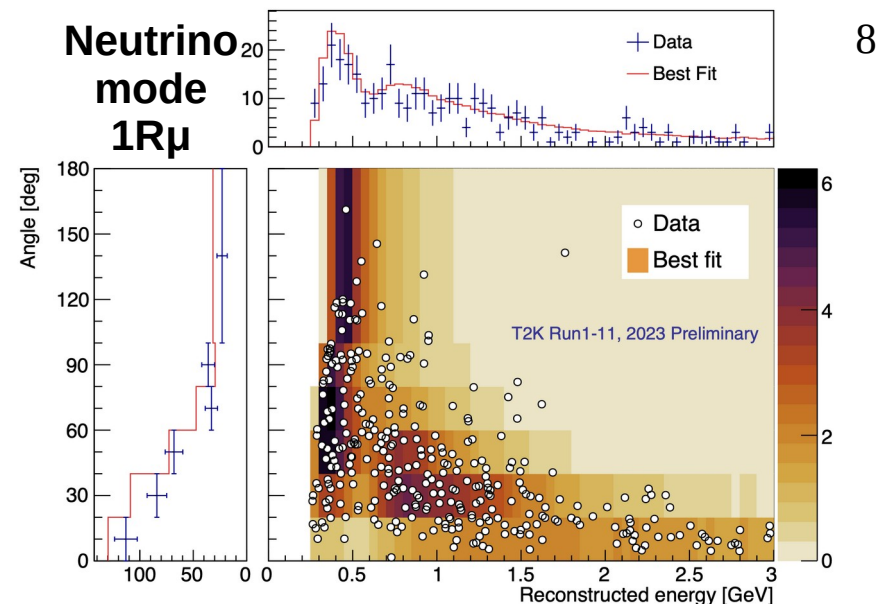 Neutrino
mode
1Rμ
8
20
10
0
Data
Best Fit
Angle [deg]
180
150
120
90
60
30
0
100
50
0
Data
Best fit
T2K Run1-11, 2023 Preliminary
6
4
2
0
0
0.5
1
1.5
2
2.5
3
Reconstructed energy [GeV]